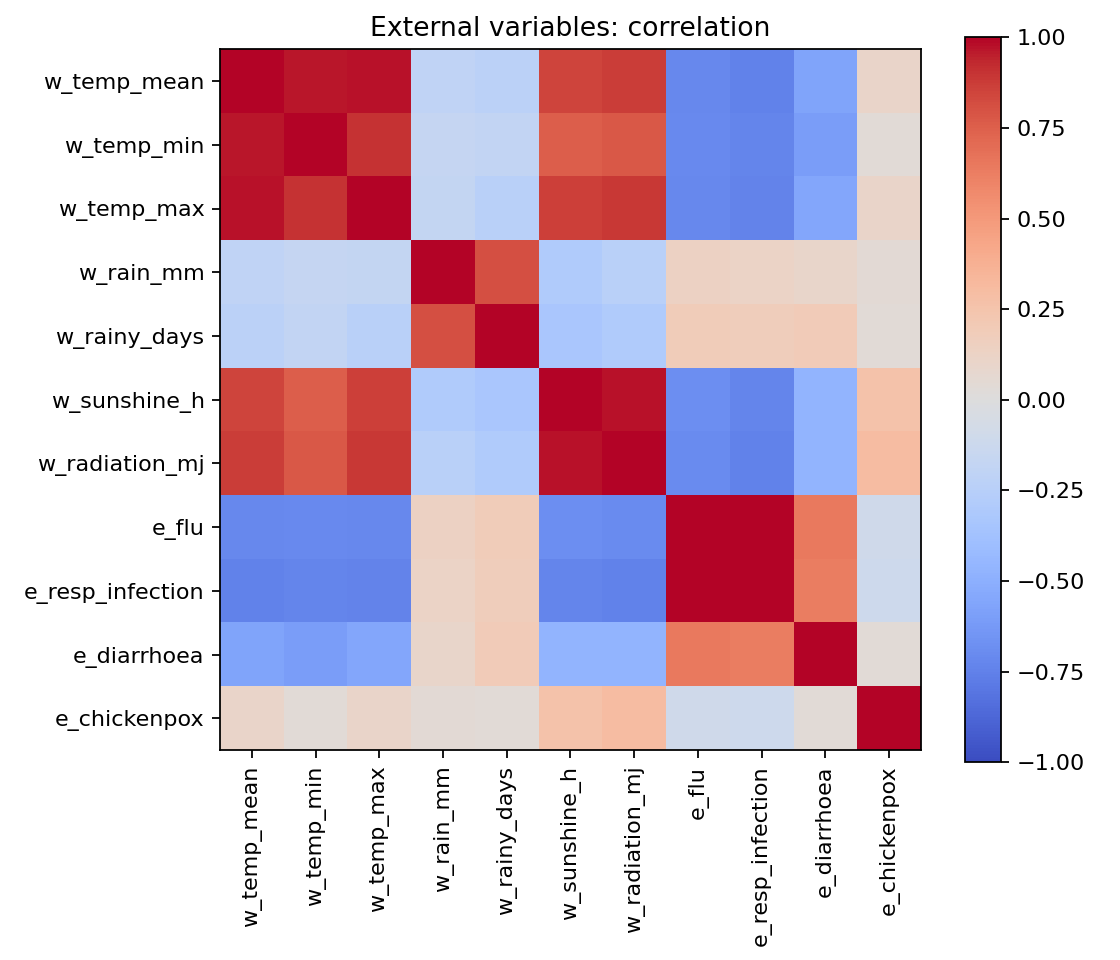 External variables: correlation
w_temp_mean
w_temp_min
w_temp_max
w_rain_mm
w_rainy_days
w_sunshine_h
w_radiation_mj
e_flu
e_resp_infection
e_diarrhoea
e_chickenpox
w_temp_mean
w_temp_min
w_temp_max
w_rain_mm
w_rainy_days
w_sunshine_h
w_radiation_mj
e_flu
e_resp_infection
e_diarrhoea
e_chickenpox
1.00
0.75
0.50
0.25
0.00
−0.25
−0.50
−0.75
−1.00